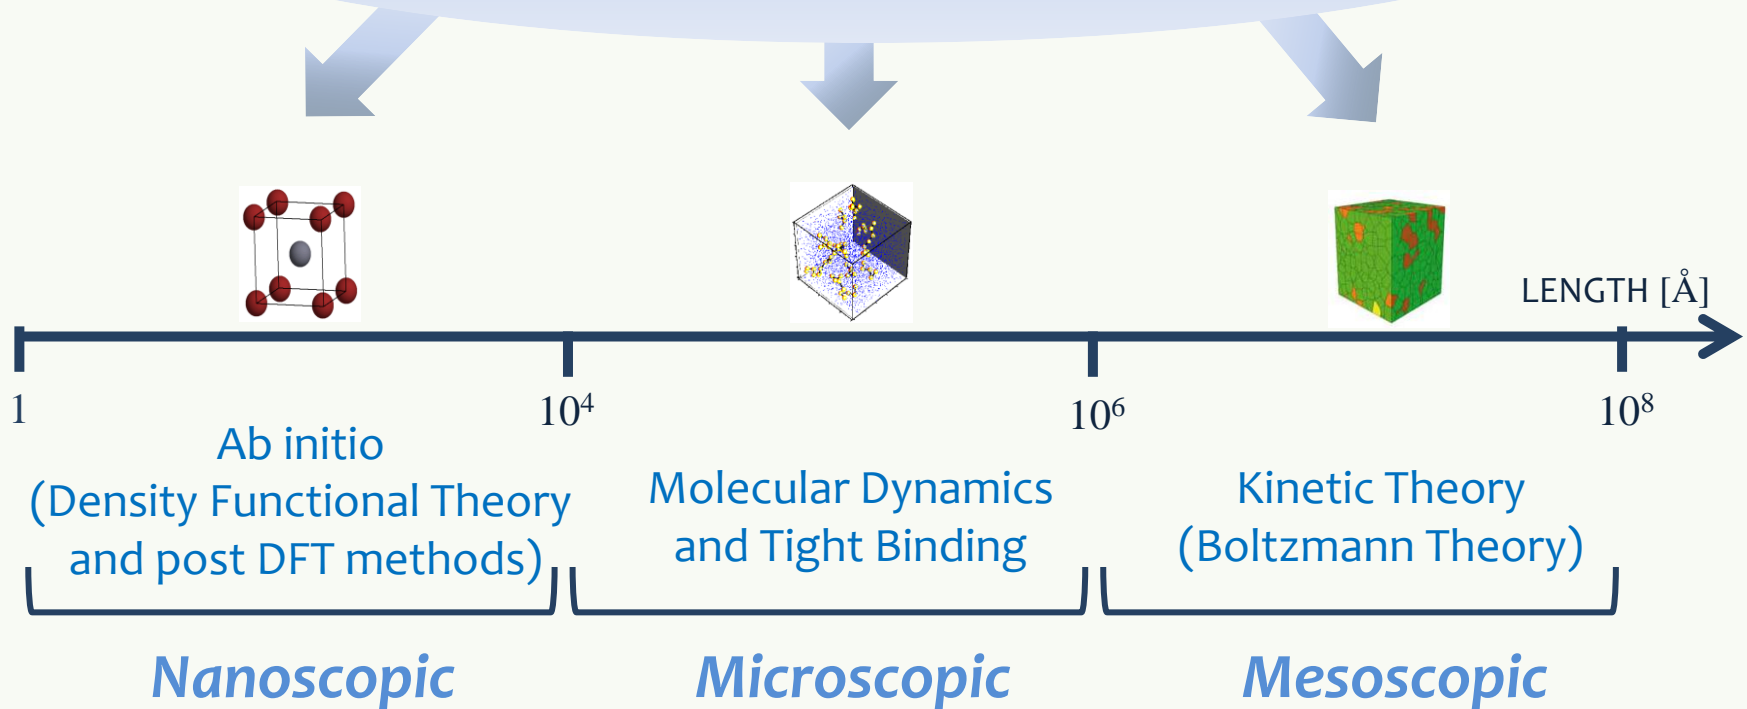 LENGTH [Å]
1
10⁴
10⁶
10⁸
Ab initio
(Density Functional Theory
and post DFT methods)
Molecular Dynamics
and Tight Binding
Kinetic Theory
(Boltzmann Theory)
Nanoscopic
Microscopic
Mesoscopic